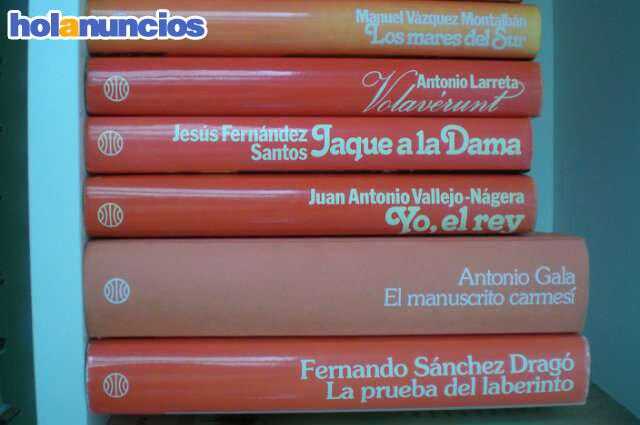 holanuncios
Manuel Vázquez Montalbán
Los mares del Sur
Antonio Larreta
Volavérunt
Jesús Fernández
Santos Jaque a la Dama
Juan Antonio Vallejo-Nágera
Yo, el rey
Antonio Gala
El manuscrito carmesí
Fernando Sánchez Dragó
La prueba del laberinto